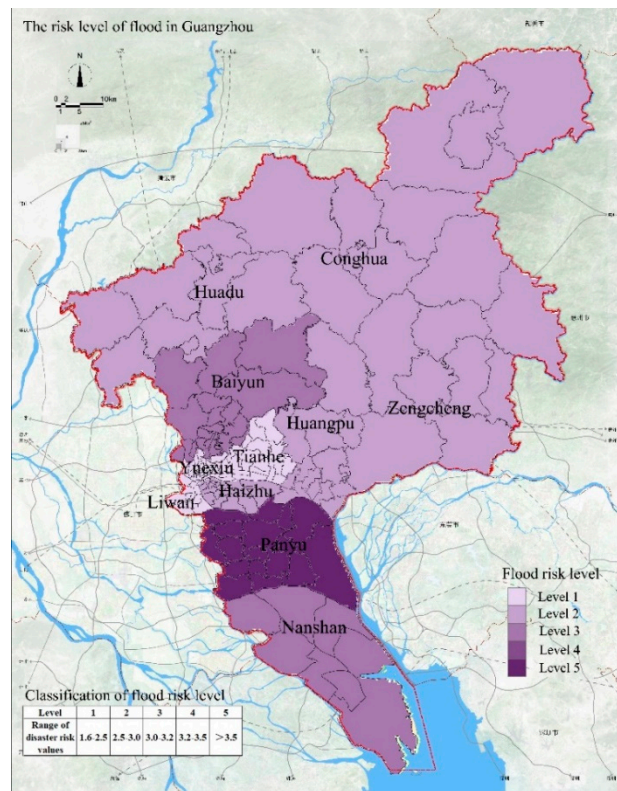 The risk level of flood in Guangzhou
N
0 2
1 5 10km
Conghua
Huadu
Baiyun
Zengcheng
Huangpu
Tianhe
Yuexiu
Haizhu
Liwan
Panyu
Nanshan
Flood risk level
Level 1
Level 2
Level 3
Level 4
Level 5
Classification of flood risk level
Level 1 2 3 4 5
Range of disaster risk values 1.6-2.5 2.5-3.0 3.0-3.2 3.2-3.5 >3.5